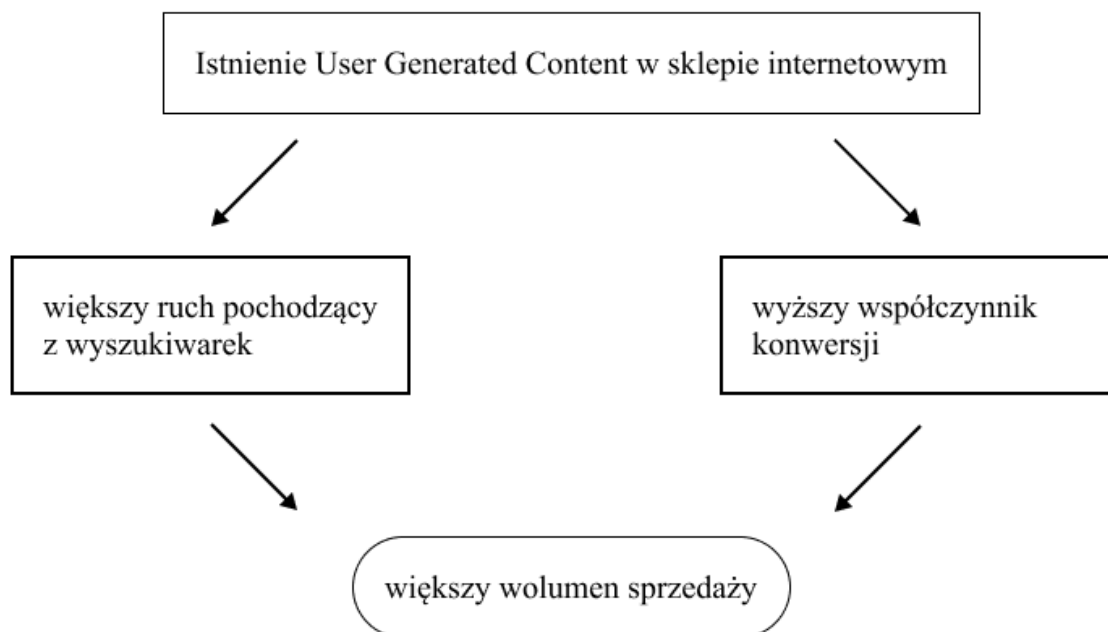 Istnienie User Generated Content w sklepie internetowym
większy ruch pochodzący
z wyszukiwarek
wyższy współczynnik
konwersji
większy wolumen sprzedaży